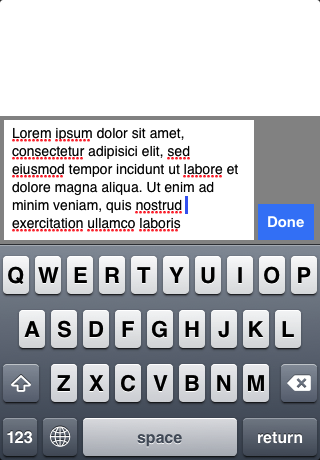 Lorem ipsum dolor sit amet,
consectetur adipisici elit, sed
eiusmod tempor incidunt ut labore et
dolore magna aliqua. Ut enim ad
minim veniam, quis nostrud
exercitation ullamco laboris
Done
Q W E R T Y U I O P
A S D F G H J K L
Z X C V B N M
123 space return